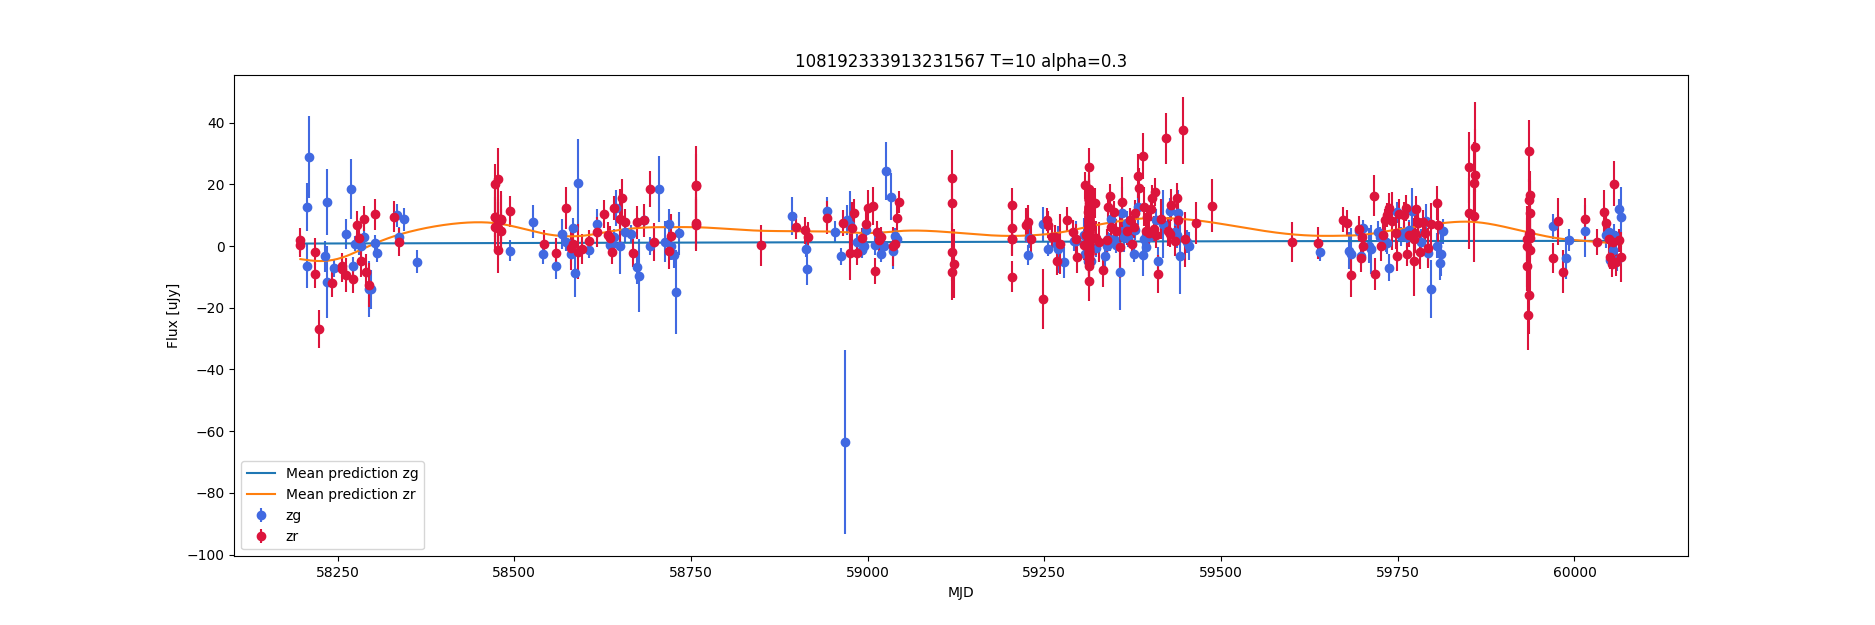 108192333913231567 T=10 alpha=0.3
40
20
0
−20
−40
−60
−80
−100
Flux [uJy]
58250
58500
58750
59000
59250
59500
59750
60000
MJD
Mean prediction zg
Mean prediction zr
zg
zr